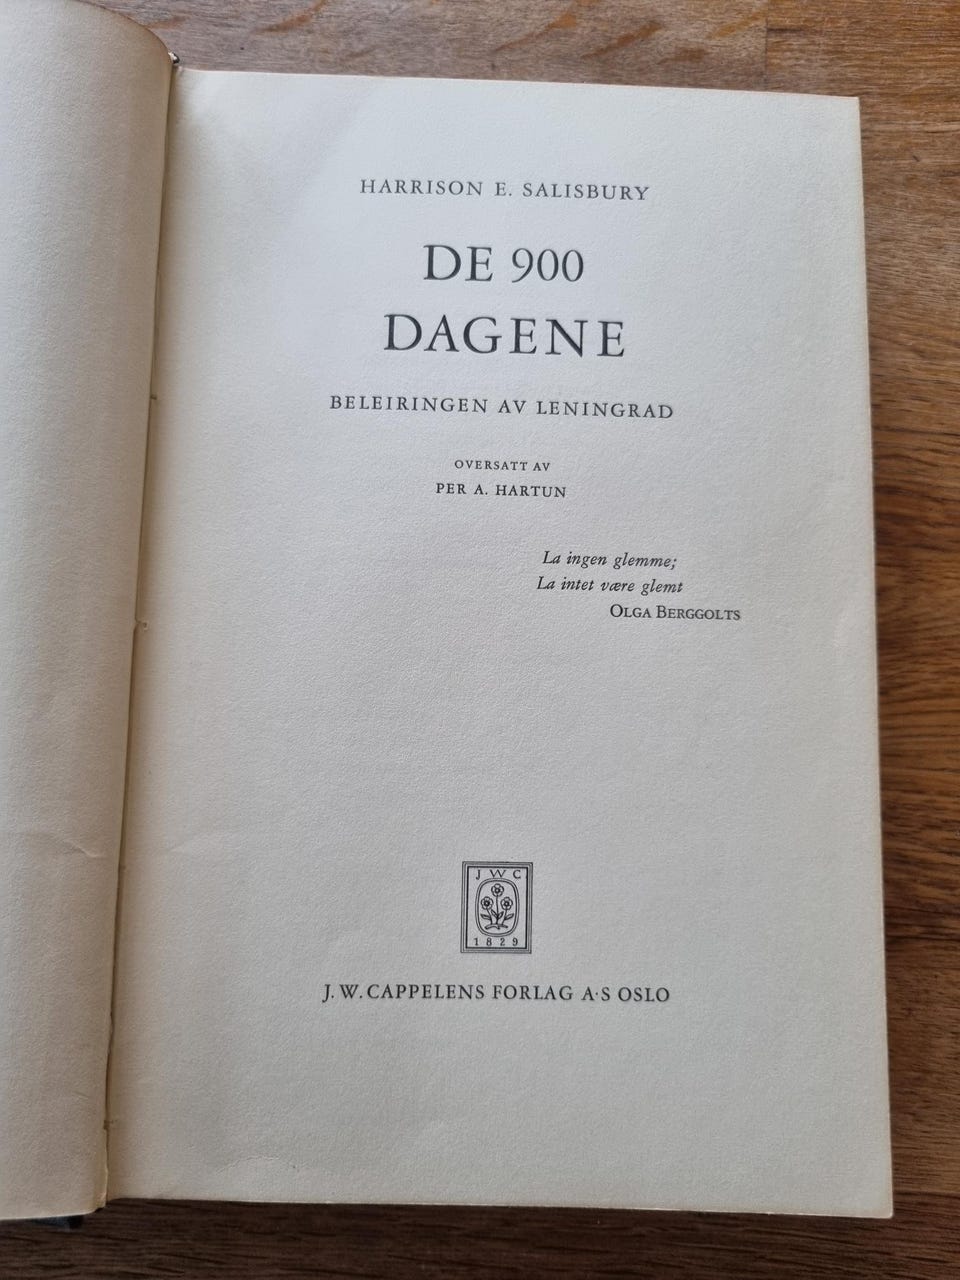 HARRISON E. SALISBURY
DE 900
DAGENE
BELEIRINGEN AV LENINGRAD
OVERSATT AV
PER A. HARTUN
La ingen glemme;
La intet være glemt
OLGA BERGGOLTS
J W C
1829
J. W. CAPPELENS FORLAG A·S OSLO